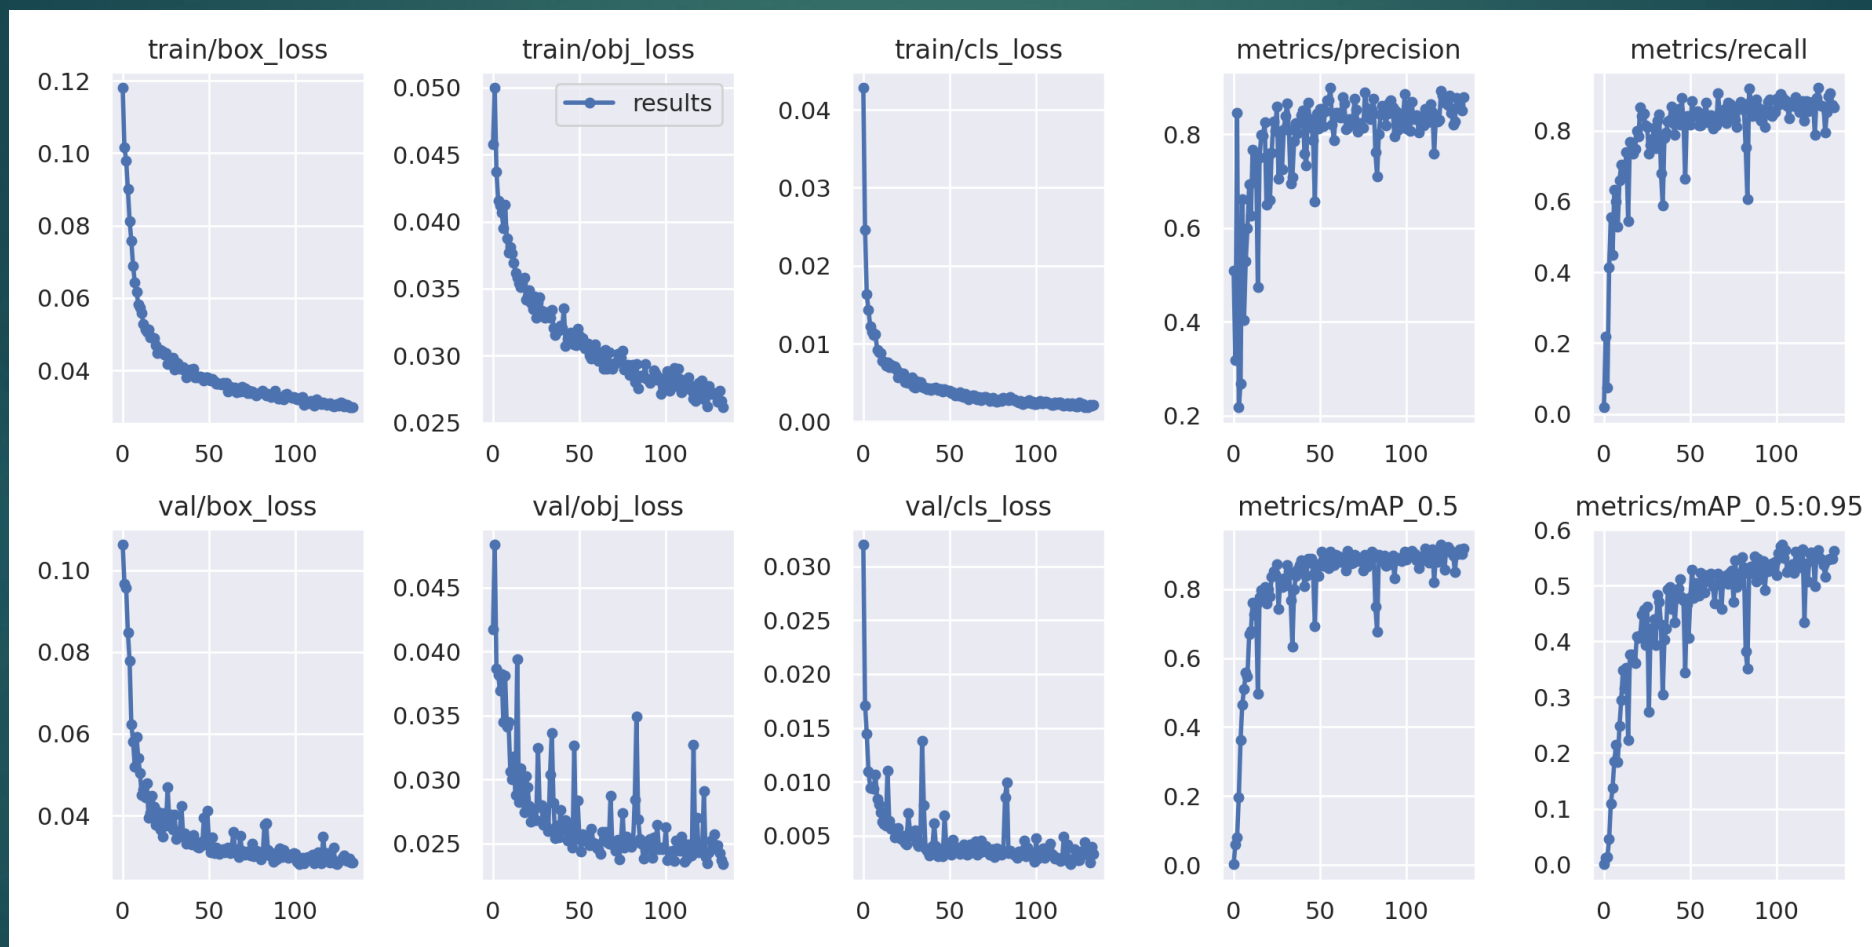 train/box_loss
0.12
0.10
0.08
0.06
0.04
0 50 100
train/obj_loss
results
0.050
0.045
0.040
0.035
0.030
0.025
0 50 100
train/cls_loss
0.04
0.03
0.02
0.01
0.00
0 50 100
metrics/precision
0.8
0.6
0.4
0.2
0 50 100
metrics/recall
0.8
0.6
0.4
0.2
0.0
0 50 100
val/box_loss
0.10
0.08
0.06
0.04
0 50 100
val/obj_loss
0.045
0.040
0.035
0.030
0.025
0 50 100
val/cls_loss
0.030
0.025
0.020
0.015
0.010
0.005
0 50 100
metrics/mAP_0.5
0.8
0.6
0.4
0.2
0.0
0 50 100
metrics/mAP_0.5:0.95
0.6
0.5
0.4
0.3
0.2
0.1
0.0
0 50 100